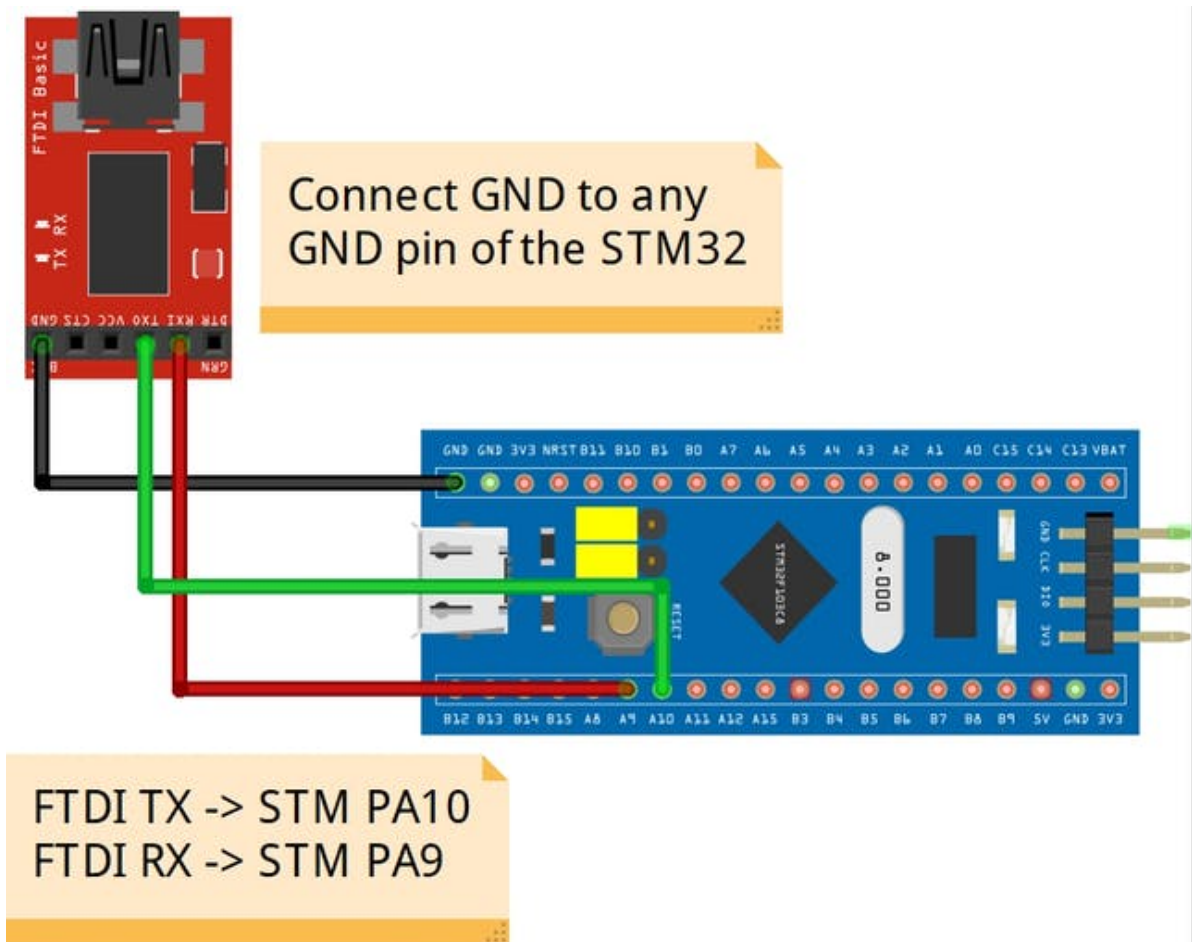 FTDI Basic
TX RX
GND CTS VCC TXO RXI DTR
GRN
Connect GND to any
GND pin of the STM32
GND GND 3V3 NRST B11 B10 B1 B0 A7 A6 A5 A4 A3 A2 A1 A0 C15 C14 C13 VBAT
STM32F103C8
8.000
RESET
GND
CLK
DIO
3V3
B12 B13 B14 B15 A8 A9 A10 A11 A12 A15 B3 B4 B5 B6 B7 B8 B9 5V GND 3V3
FTDI TX -> STM PA10
FTDI RX -> STM PA9